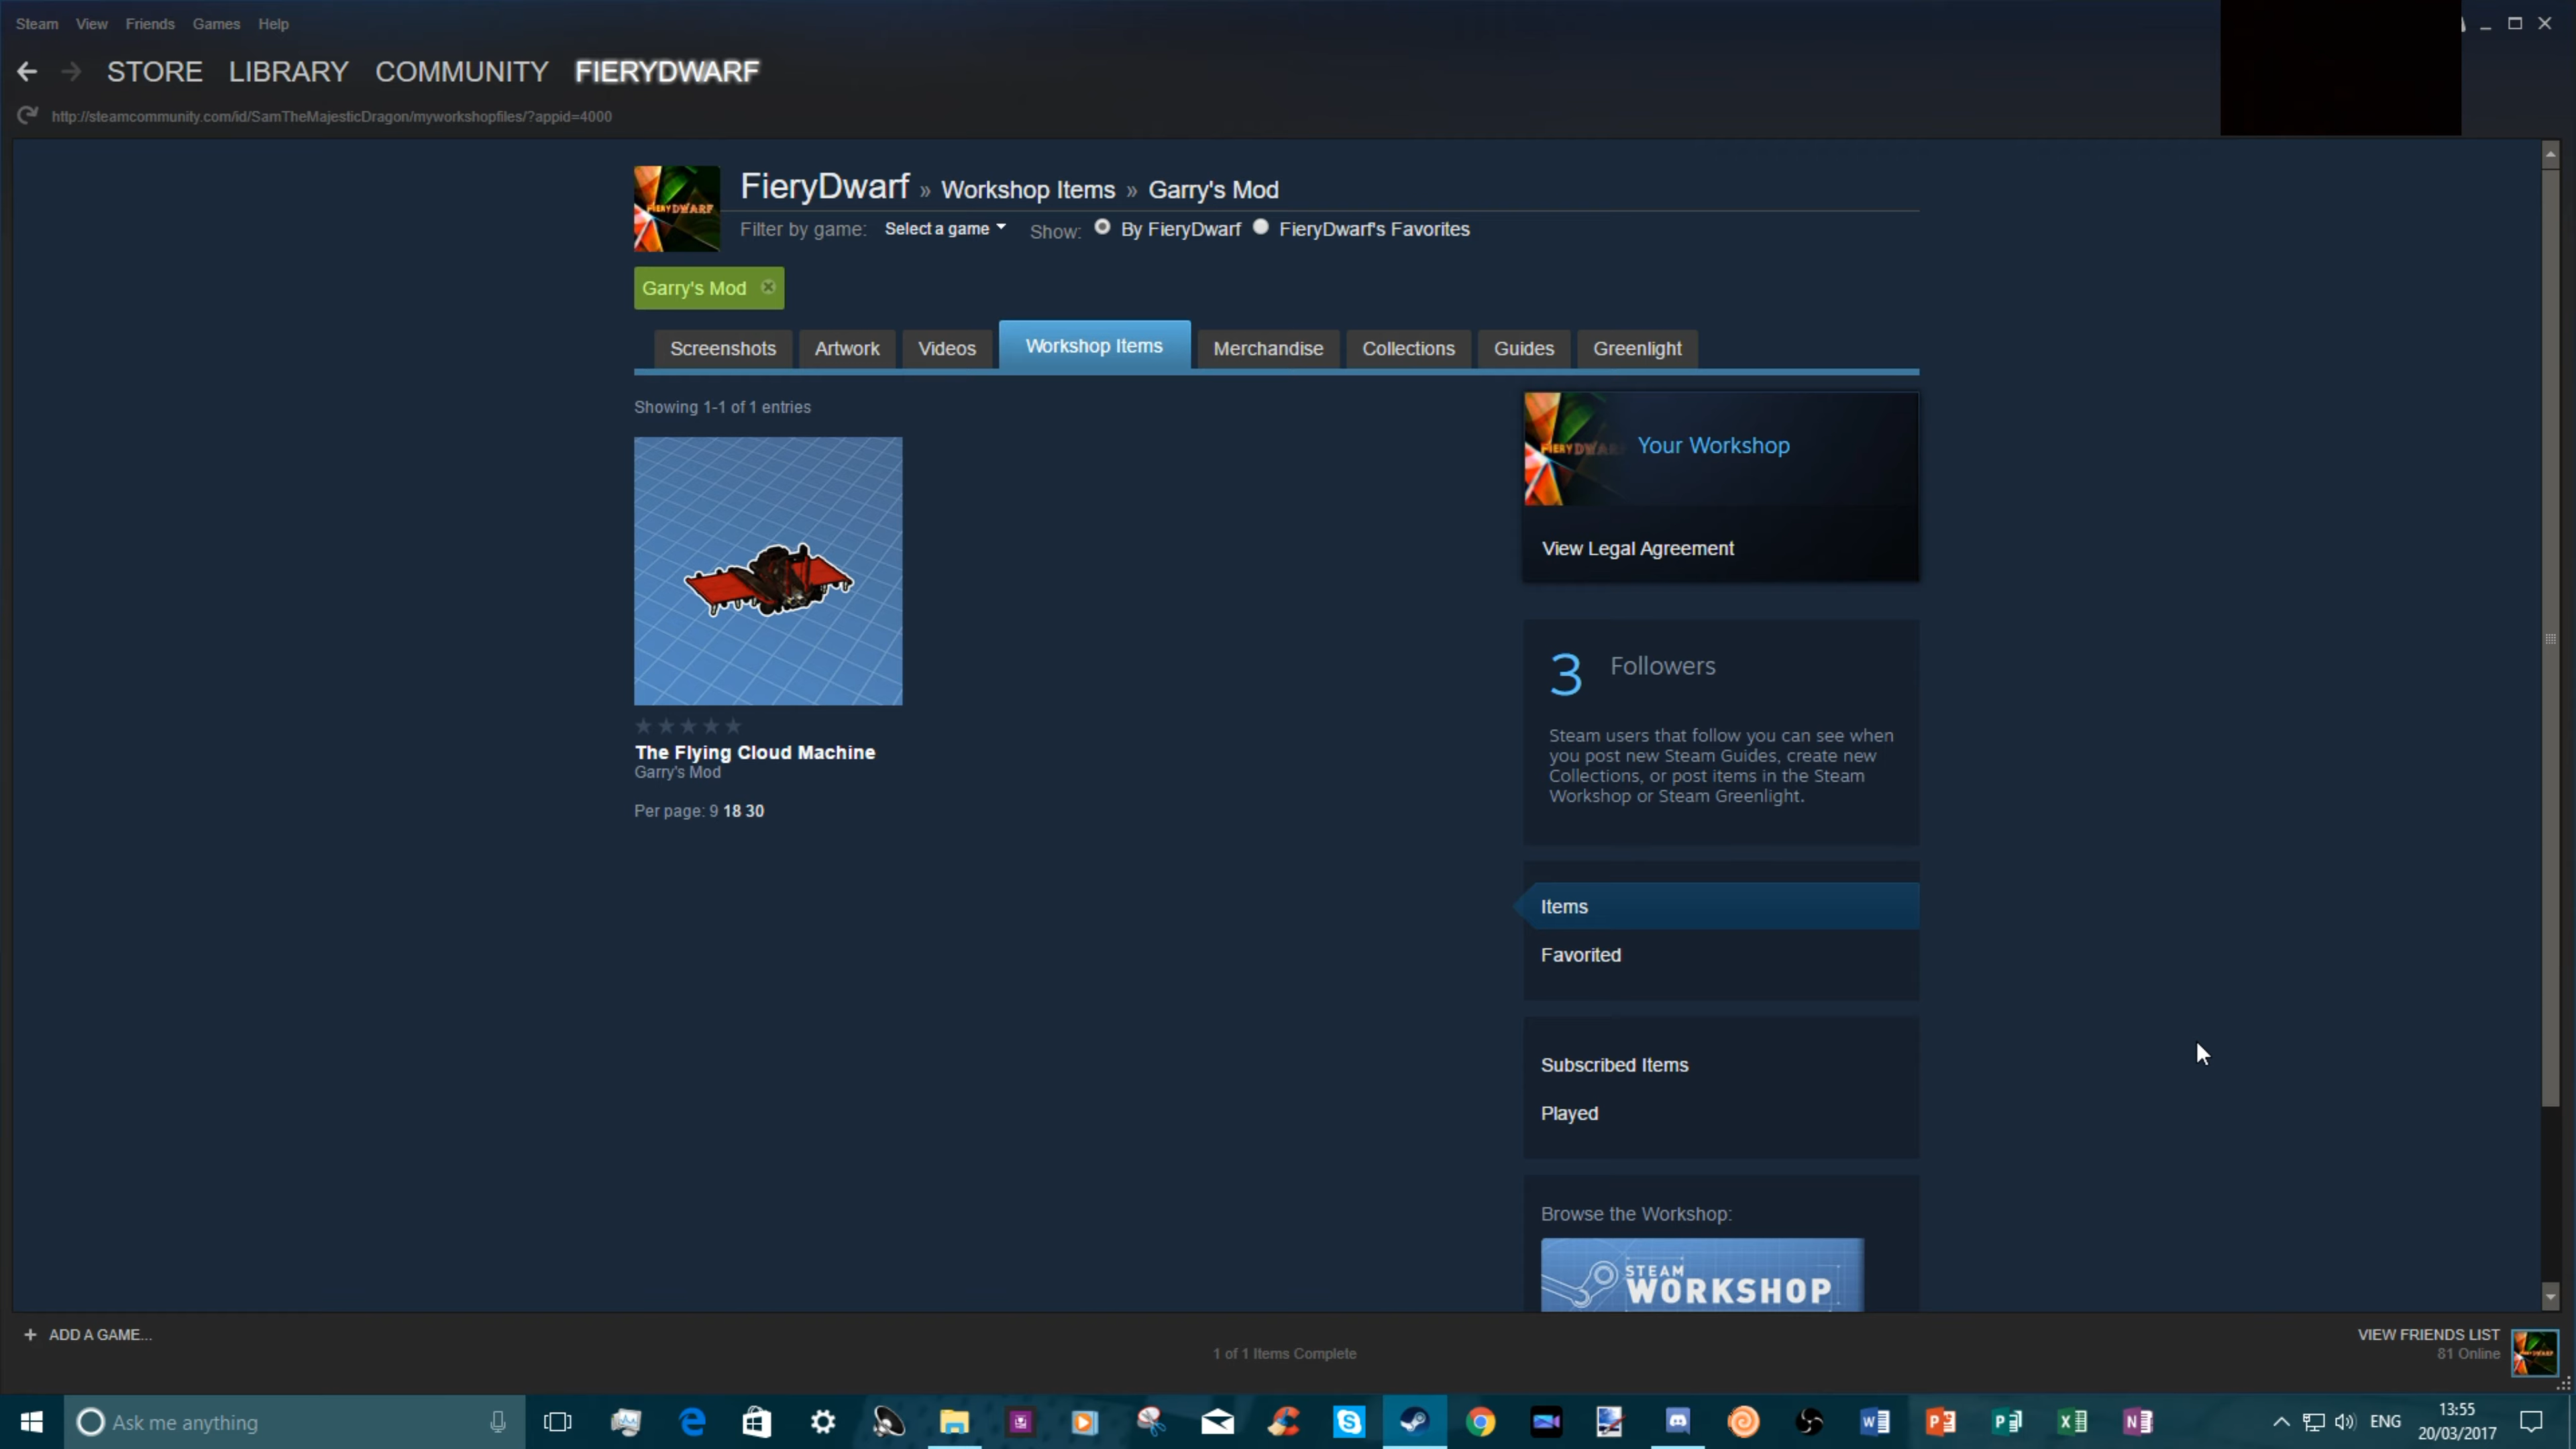 Steam View Friends Games Help
STORE LIBRARY COMMUNITY FIERYDWARF
http://steamcommunity.com/id/SamTheMajesticDragon/myworkshopfiles/?appid=4000
FIERY DWARF
FieryDwarf » Workshop Items » Garry's Mod
Filter by game: Select a game Show: By FieryDwarf FieryDwarf's Favorites
Garry's Mod
Screenshots Artwork Videos Workshop Items Merchandise Collections Guides Greenlight
Showing 1-1 of 1 entries
The Flying Cloud Machine
Garry's Mod
Per page: 9 18 30
FIERY DWARF
Your Workshop
View Legal Agreement
3 Followers
Steam users that follow you can see when
you post new Steam Guides, create new
Collections, or post items in the Steam
Workshop or Steam Greenlight.
Items
Favorited
Subscribed Items
Played
Browse the Workshop:
STEAM
WORKSHOP
+ ADD A GAME...
1 of 1 Items Complete
VIEW FRIENDS LIST
81 Online
Ask me anything
ENG
13:55
20/03/2017